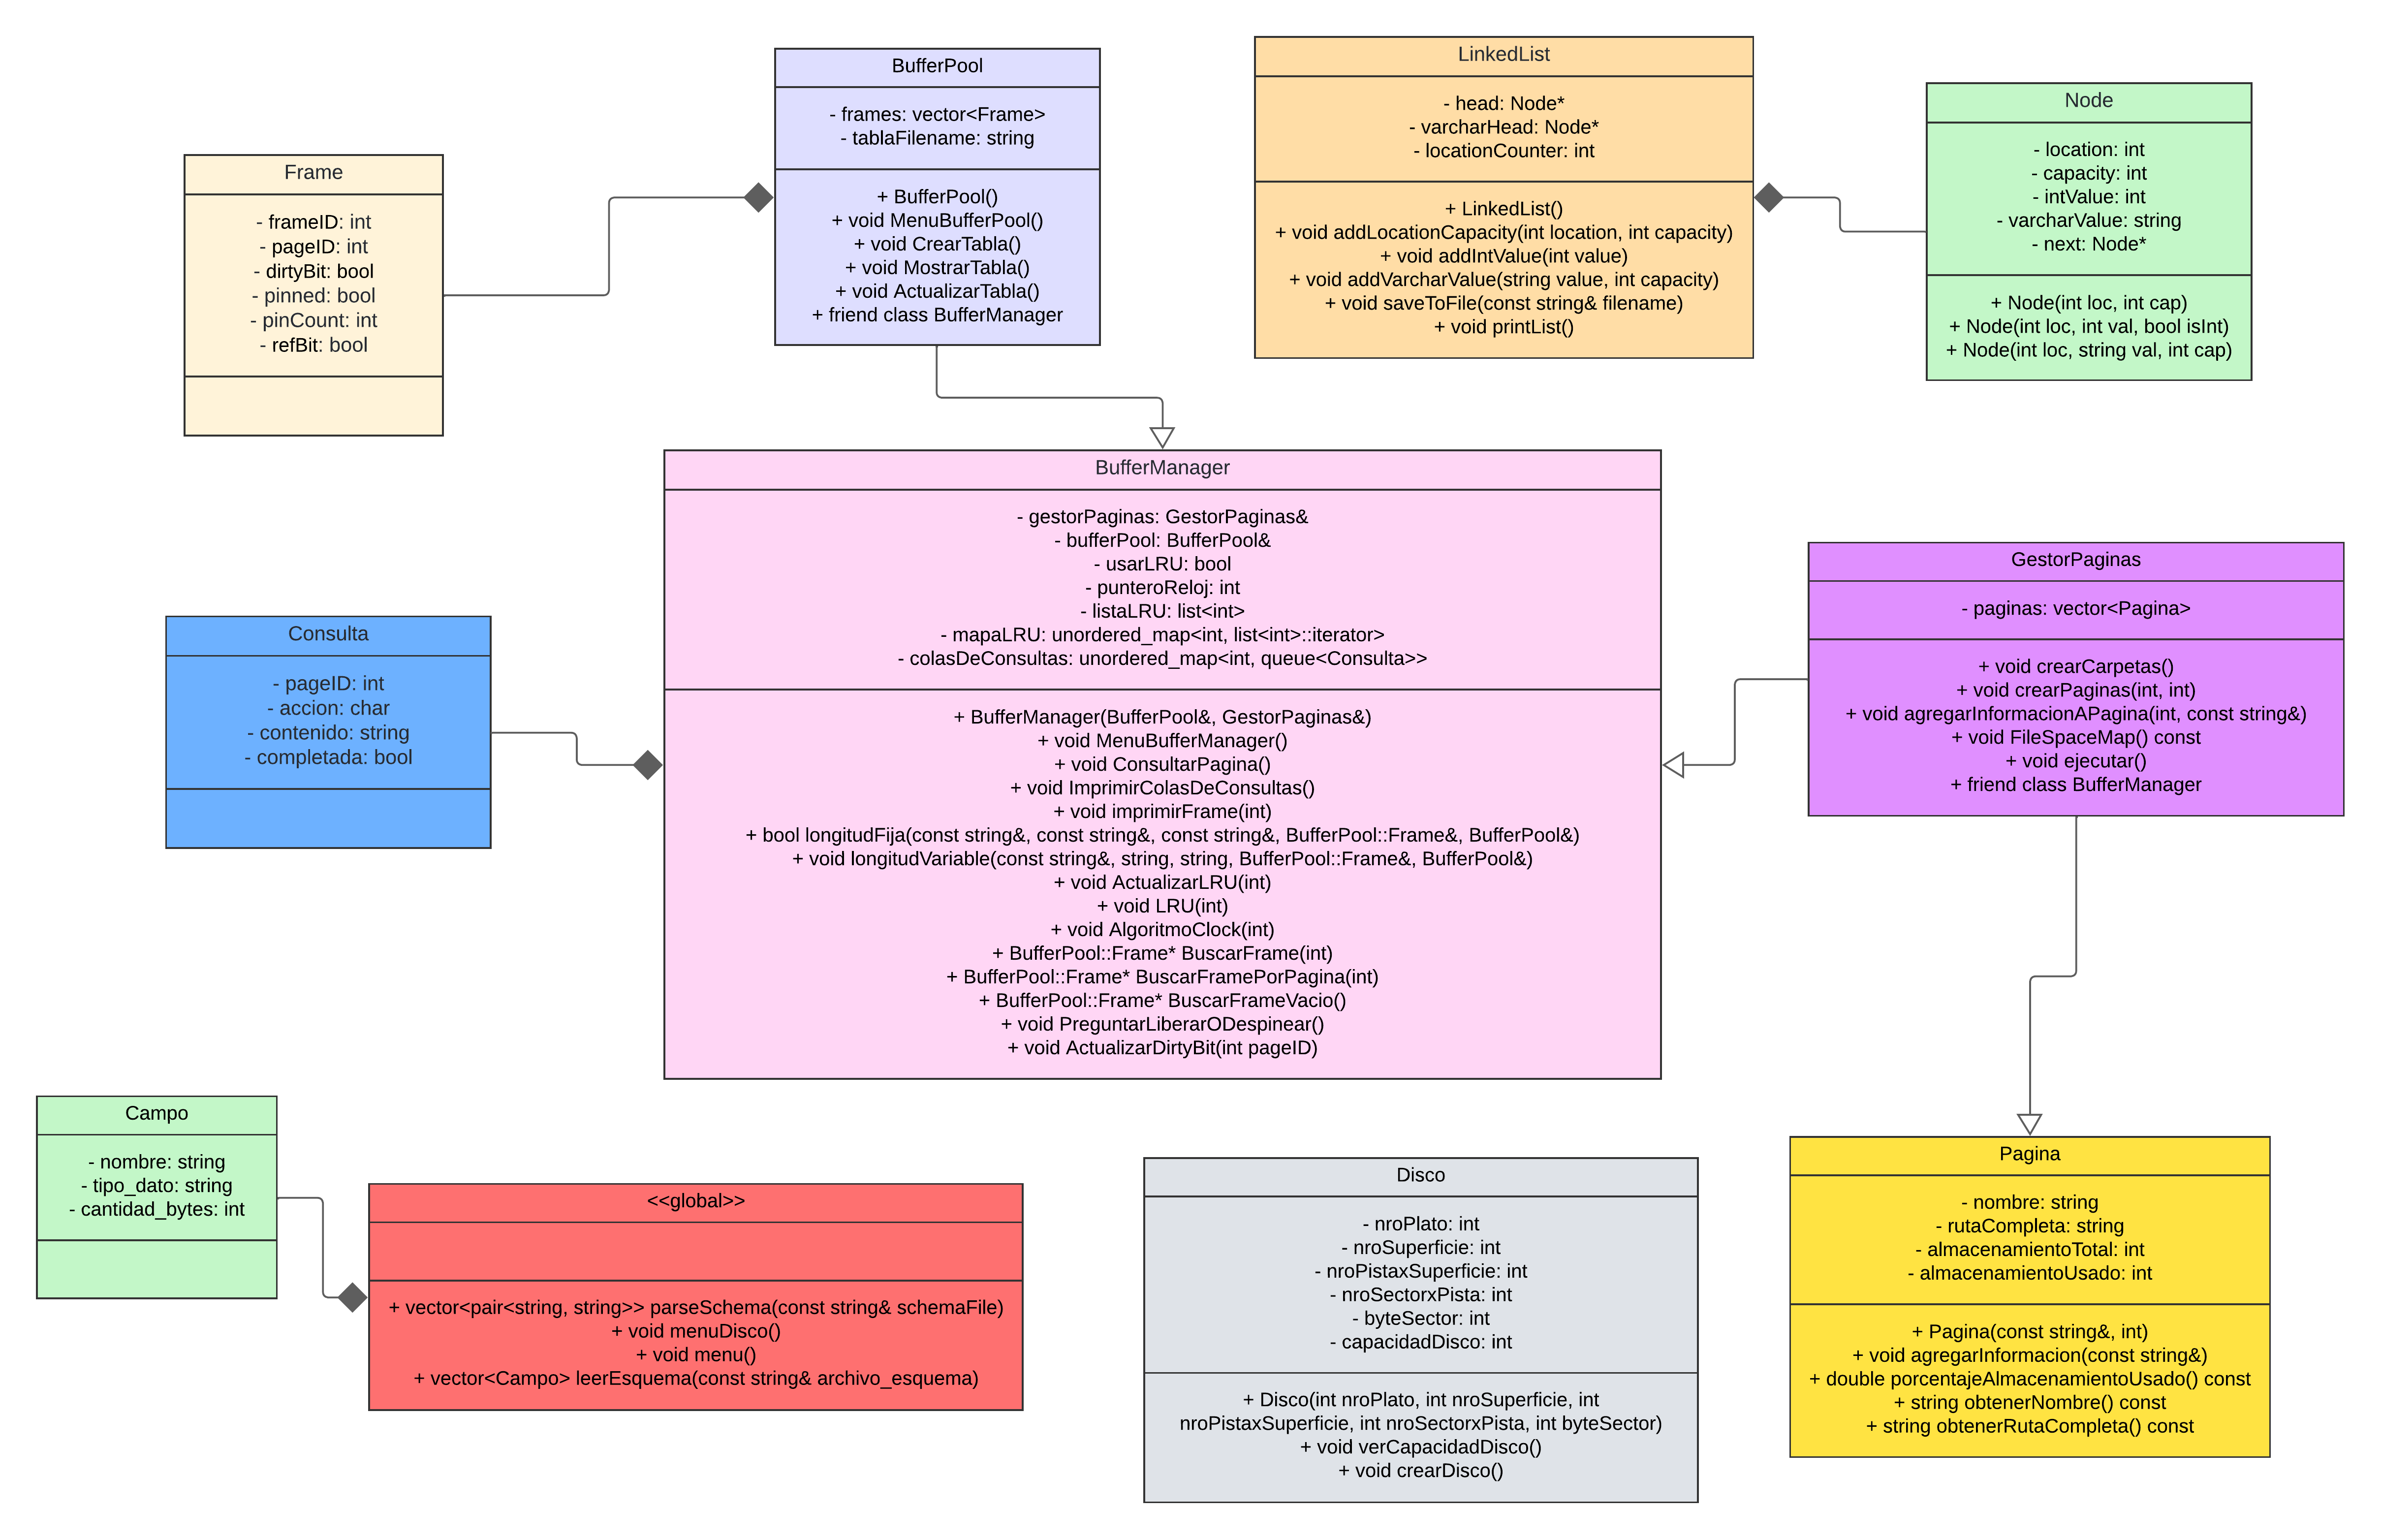 BufferPool
- frames: vector<Frame>
- tablaFilename: string
+ BufferPool()
+ void MenuBufferPool()
+ void CrearTabla()
+ void MostrarTabla()
+ void ActualizarTabla()
+ friend class BufferManager
LinkedList
- head: Node*
- varcharHead: Node*
- locationCounter: int
+ LinkedList()
+ void addLocationCapacity(int location, int capacity)
+ void addIntValue(int value)
+ void addVarcharValue(string value, int capacity)
+ void saveToFile(const string& filename)
+ void printList()
Node
- location: int
- capacity: int
- intValue: int
- varcharValue: string
- next: Node*
+ Node(int loc, int cap)
+ Node(int loc, int val, bool isInt)
+ Node(int loc, string val, int cap)
Frame
- frameID: int
- pageID: int
- dirtyBit: bool
- pinned: bool
- pinCount: int
- refBit: bool
BufferManager
- gestorPaginas: GestorPaginas&
- bufferPool: BufferPool&
- usarLRU: bool
- punteroReloj: int
- listaLRU: list<int>
- mapaLRU: unordered_map<int, list<int>::iterator>
- colasDeConsultas: unordered_map<int, queue<Consulta>>
+ BufferManager(BufferPool&, GestorPaginas&)
+ void MenuBufferManager()
+ void ConsultarPagina()
+ void ImprimirColasDeConsultas()
+ void imprimirFrame(int)
+ bool longitudFija(const string&, const string&, const string&, BufferPool::Frame&, BufferPool&)
+ void longitudVariable(const string&, string, string, BufferPool::Frame&, BufferPool&)
+ void ActualizarLRU(int)
+ void LRU(int)
+ void AlgoritmoClock(int)
+ BufferPool::Frame* BuscarFrame(int)
+ BufferPool::Frame* BuscarFramePorPagina(int)
+ BufferPool::Frame* BuscarFrameVacio()
+ void PreguntarLiberarODespinear()
+ void ActualizarDirtyBit(int pageID)
GestorPaginas
- paginas: vector<Pagina>
+ void crearCarpetas()
+ void crearPaginas(int, int)
+ void agregarInformacionAPagina(int, const string&)
+ void FileSpaceMap() const
+ void ejecutar()
+ friend class BufferManager
Consulta
- pageID: int
- accion: char
- contenido: string
- completada: bool
Campo
- nombre: string
- tipo_dato: string
- cantidad_bytes: int
<<global>>
+ vector<pair<string, string>> parseSchema(const string& schemaFile)
+ void menuDisco()
+ void menu()
+ vector<Campo> leerEsquema(const string& archivo_esquema)
Disco
- nroPlato: int
- nroSuperficie: int
- nroPistaxSuperficie: int
- nroSectorxPista: int
- byteSector: int
- capacidadDisco: int
+ Disco(int nroPlato, int nroSuperficie, int
nroPistaxSuperficie, int nroSectorxPista, int byteSector)
+ void verCapacidadDisco()
+ void crearDisco()
Pagina
- nombre: string
- rutaCompleta: string
- almacenamientoTotal: int
- almacenamientoUsado: int
+ Pagina(const string&, int)
+ void agregarInformacion(const string&)
+ double porcentajeAlmacenamientoUsado() const
+ string obtenerNombre() const
+ string obtenerRutaCompleta() const